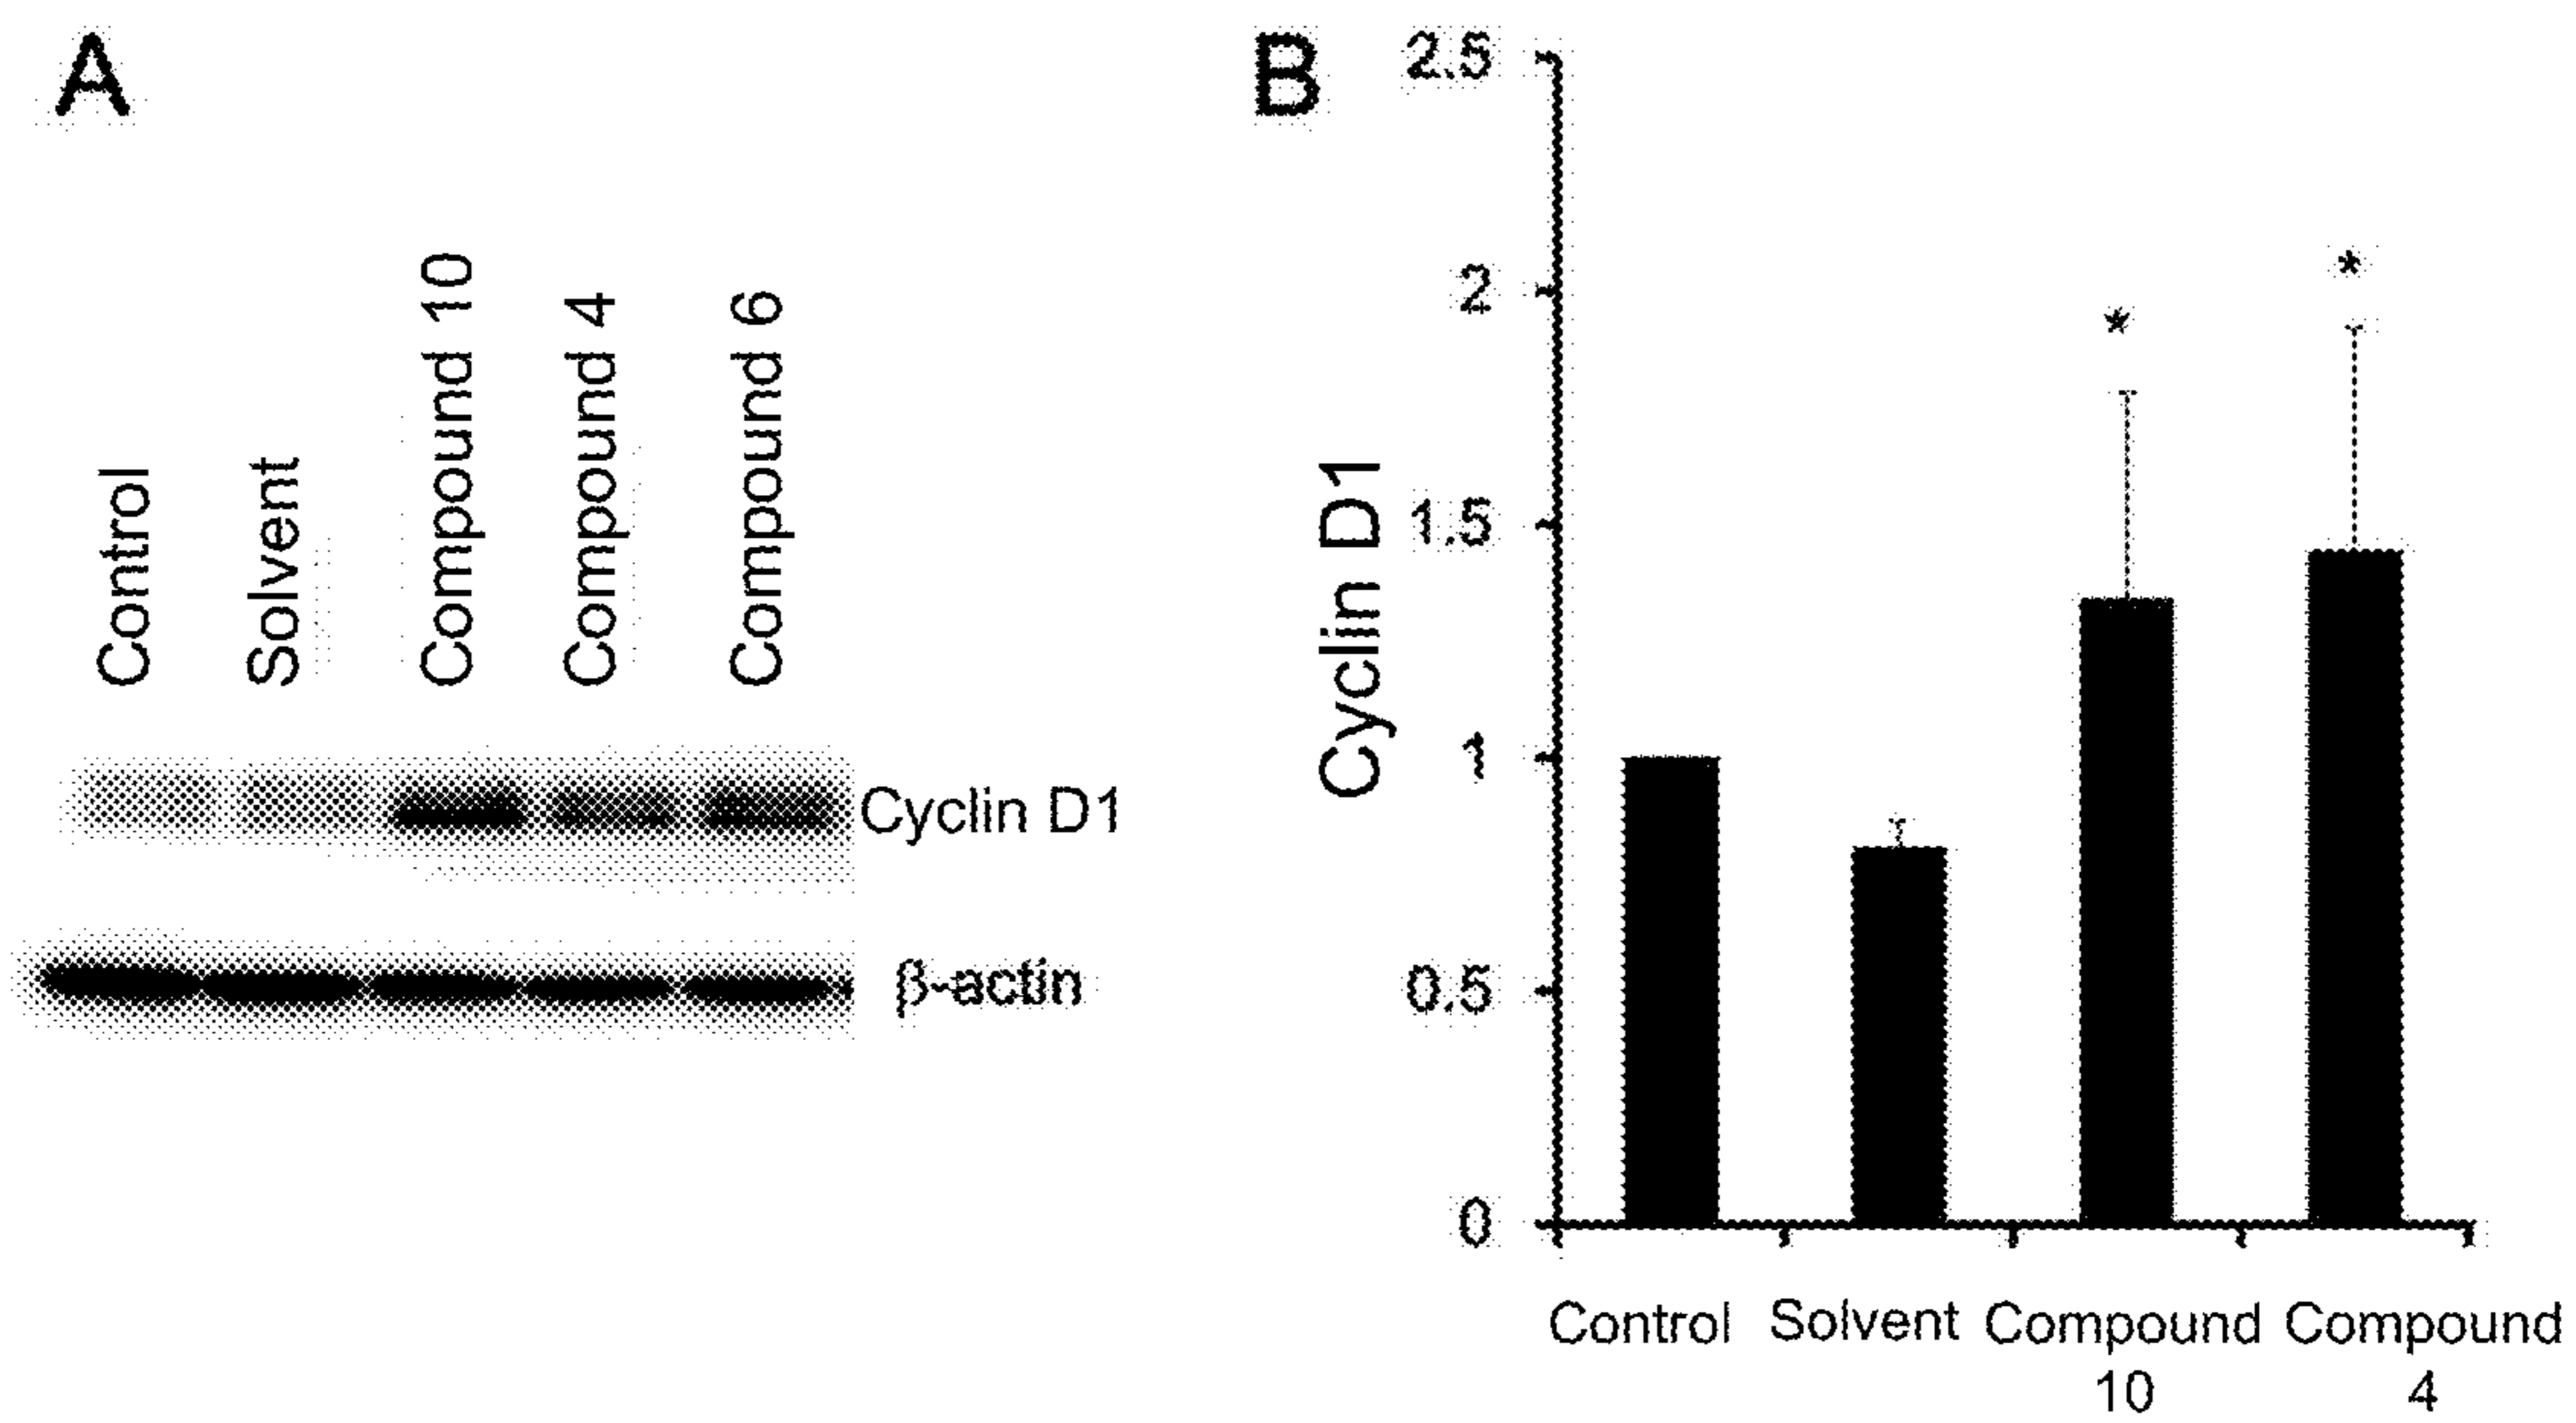 A
Control
Solvent
Compound 10
Compound 4
Compound 6
Cyclin D1
β-actin
B
Cyclin D1
2.5
2
1.5
1
0.5
0
*
*
Control
Solvent
Compound 10
Compound 4